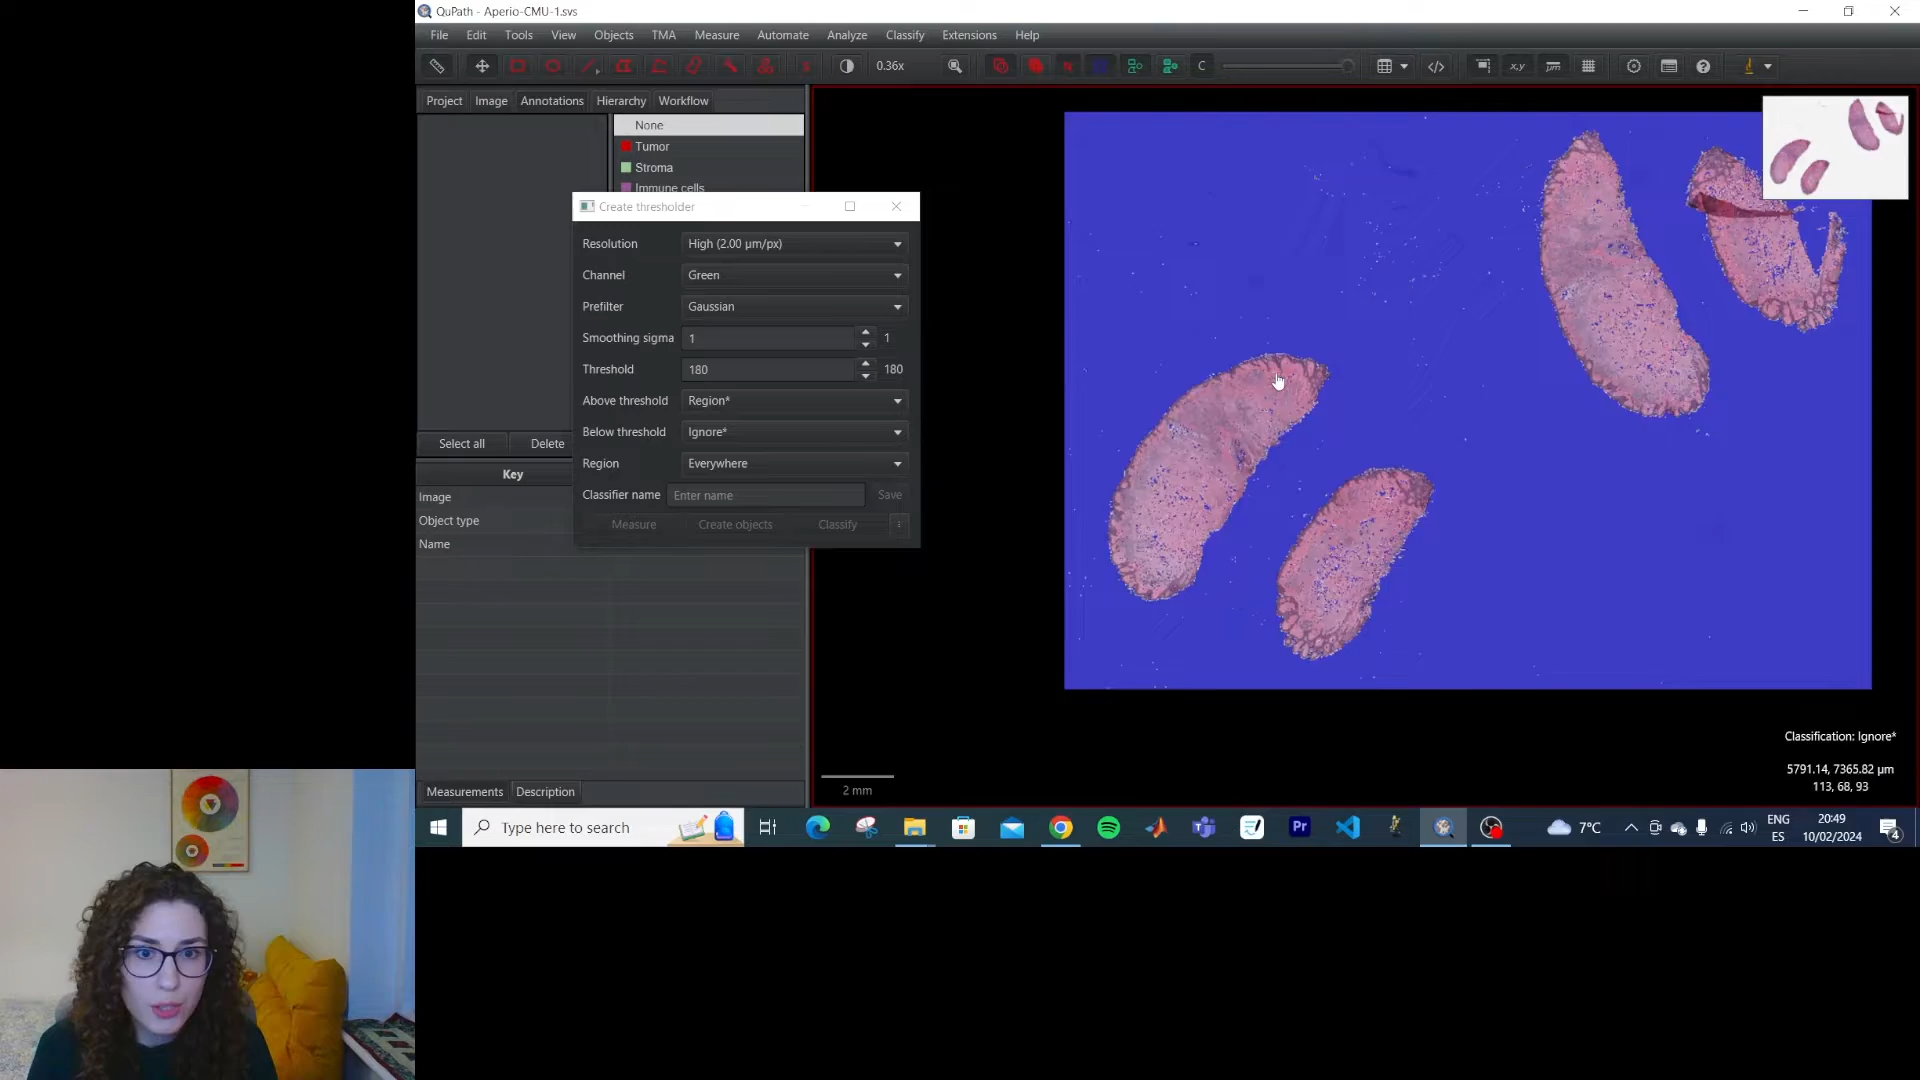 QuPath - Aperio-CMU-1.svs
File Edit Tools View Objects TMA Measure Automate Analyze Classify Extensions Help
0.36x C x,y
Project Image Annotations Hierarchy Workflow
None
Tumor
Stroma
Immune cells
Create thresholder
Resolution High (2.00 µm/px)
Channel Green
Prefilter Gaussian
Smoothing sigma 1 1
Threshold 180 180
Above threshold Region*
Below threshold Ignore*
Region Everywhere
Classifier name Enter name Save
Measure Create objects Classify
Select all Delete
Key
Image
Object type
Name
Classification: Ignore*
5791.14, 7365.82 µm
113, 68, 93
2 mm
Measurements Description
Type here to search
Pr
7°C
ENG
ES
20:49
10/02/2024
4